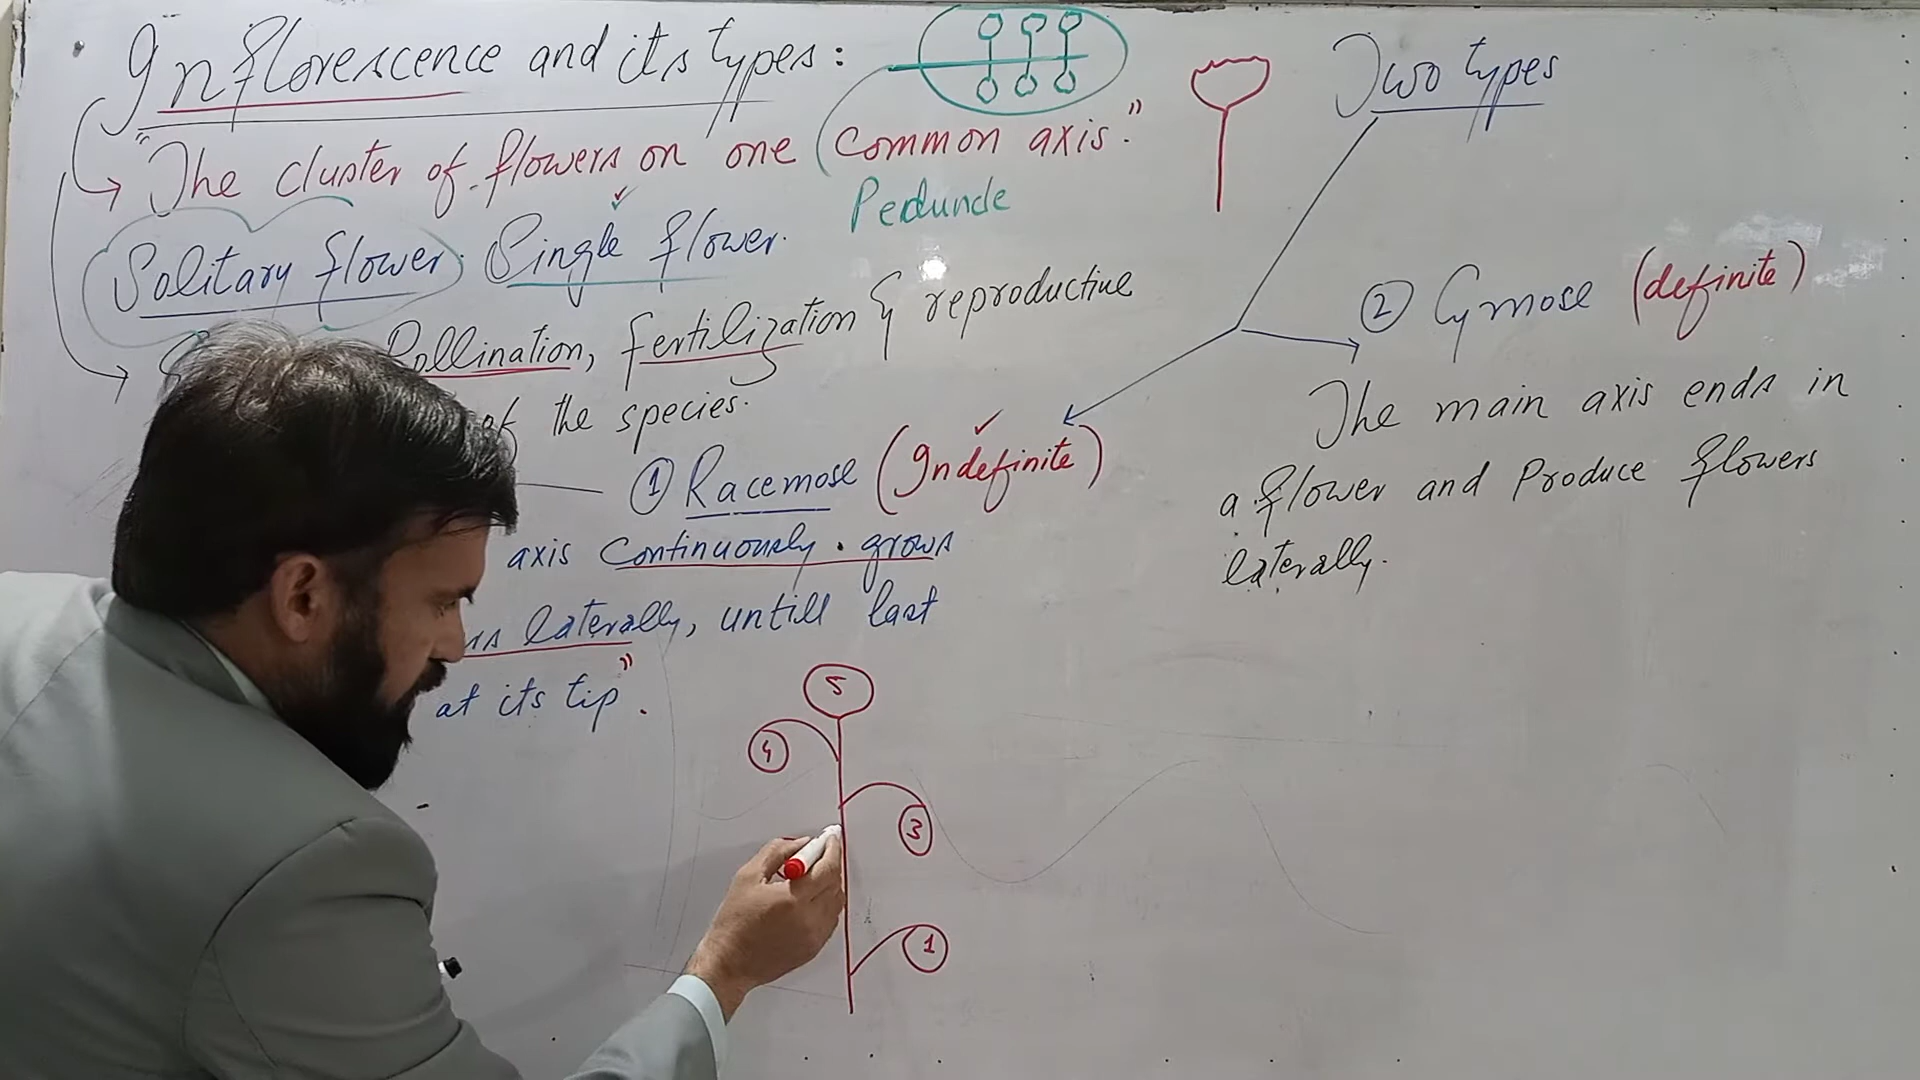 Inflorescence and its types:
"The cluster of flowers on one common axis."
Peduncle
Solitary flower. Single flower.
Pollination, fertilization & reproductive
of the species.
Two types
① Racemose (Indefinite)
axis continuously grows
laterally, untill last
at its tip".
5
4
3
1
② Cymose (definite)
The main axis ends in
a flower and Produce flowers
laterally.